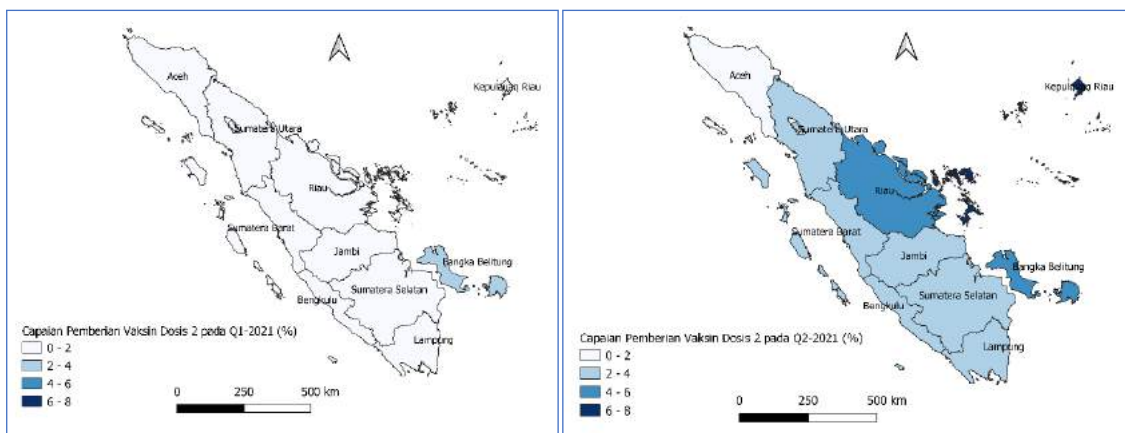 Aceh
Kepulauan Riau
Sumatera Utara
Riau
Sumatera Barat
Jambi
Bangka Belitung
Sumatera Selatan
Bengkulu
Lampung
Capaian Pemberian Vaksin Dosis 2 pada Q1-2021 (%)
0 - 2
2 - 4
4 - 6
6 - 8
0 250 500 km
Aceh
Kepulauan Riau
Sumatera Utara
Riau
Sumatera Barat
Jambi
Bangka Belitung
Sumatera Selatan
Bengkulu
Lampung
Capaian Pemberian Vaksin Dosis 2 pada Q2-2021 (%)
0 - 2
2 - 4
4 - 6
6 - 8
0 250 500 km